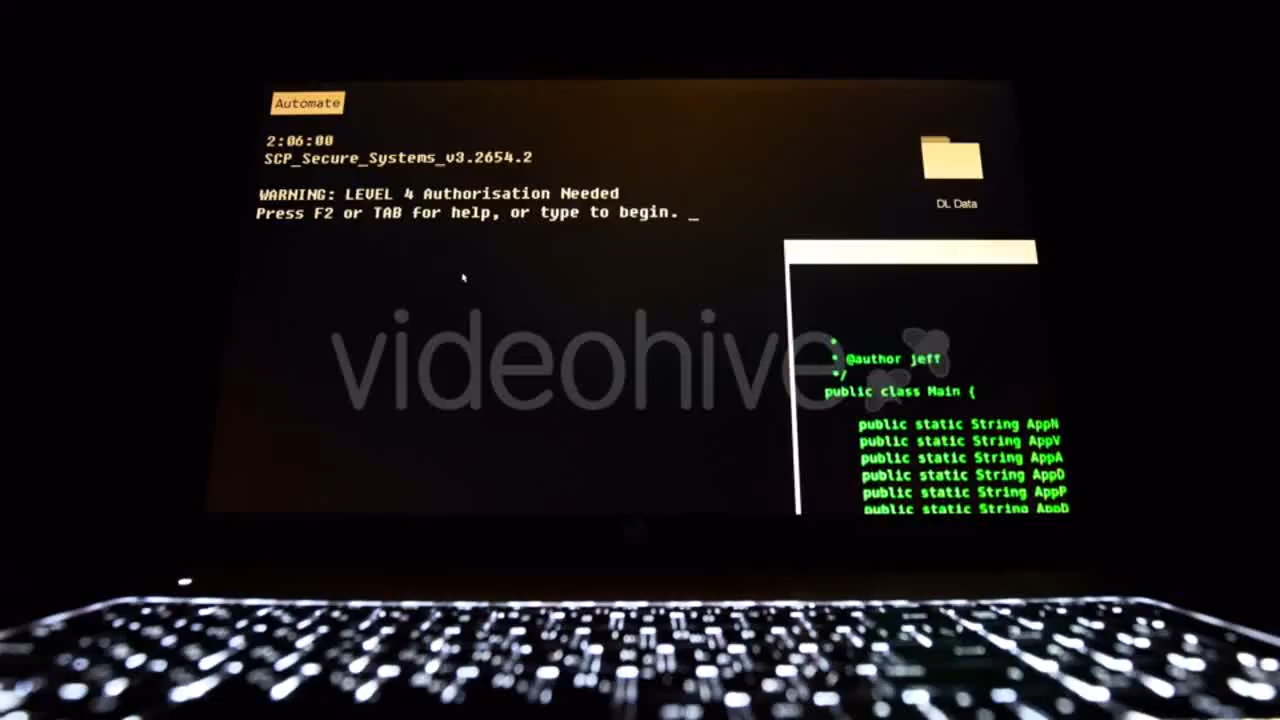 Automate
2:06:00
SCP_Secure_Systems_v3.2654.2
WARNING: LEVEL 4 Authorisation Needed
Press F2 or TAB for help, or type to begin. _
DL Data
videohive
*
* @author jeff
*/
public class Main {
public static String AppN
public static String AppV
public static String AppA
public static String AppD
public static String AppP
public static String AppD